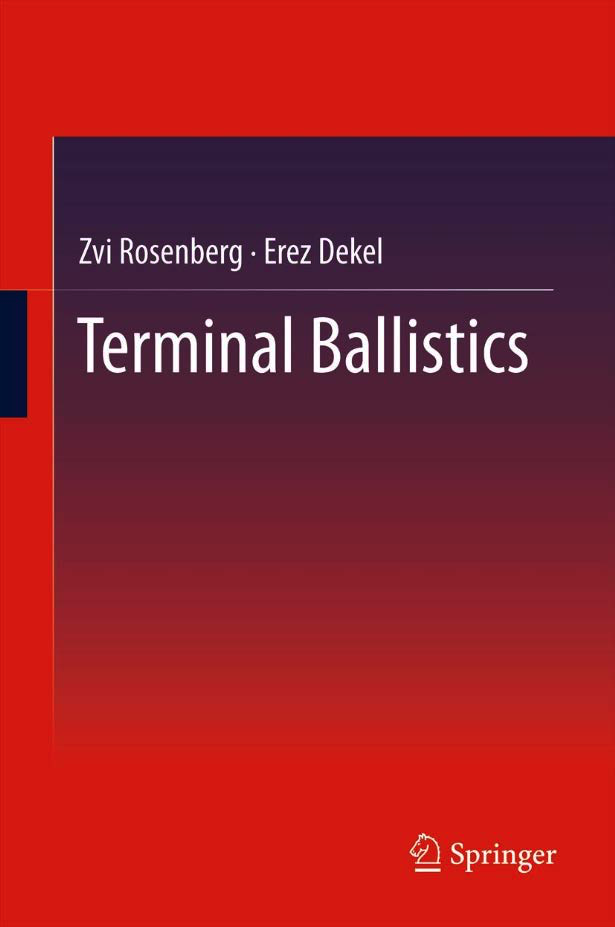 Zvi Rosenberg · Erez Dekel
Terminal Ballistics
Springer